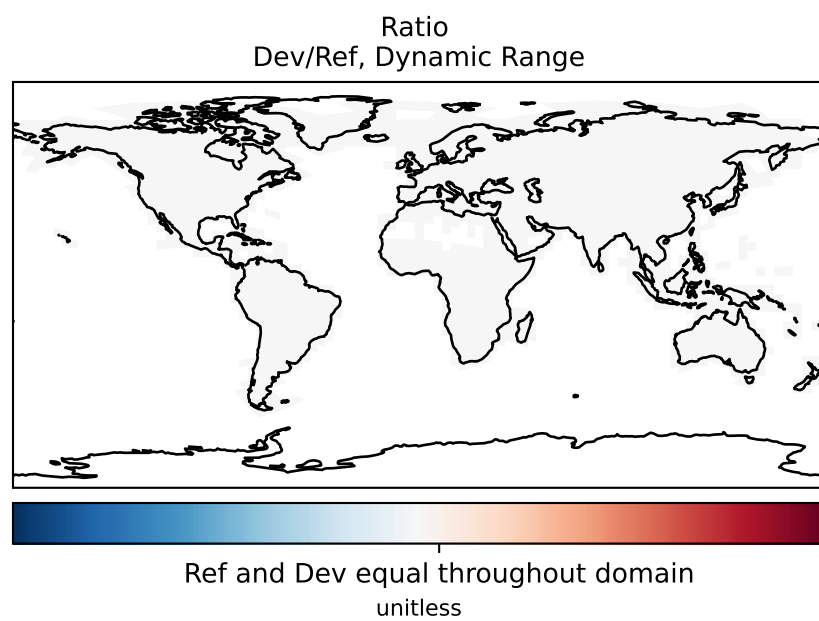 Ratio
Dev/Ref, Dynamic Range
Ref and Dev equal throughout domain
unitless